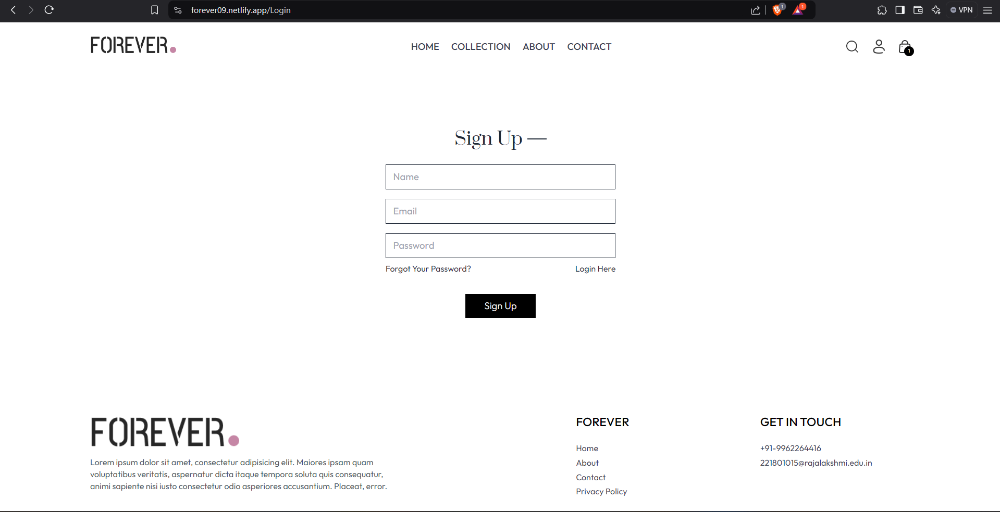 forever09.netlify.app/Login
1
1
VPN
FOREVER.
HOME
COLLECTION
ABOUT
CONTACT
1
Sign Up
Name
Email
Password
Forgot Your Password?
Login Here
Sign Up
FOREVER.
Lorem ipsum dolor sit amet, consectetur adipisicing elit. Maiores ipsam quam
voluptatibus veritatis, aspernatur dicta itaque tempora soluta quis consequatur,
animi sapiente nisi iusto consectetur odio asperiores accusantium. Placeat, error.
FOREVER
Home
About
Contact
Privacy Policy
GET IN TOUCH
+91-9962264416
221801015@rajalakshmi.edu.in